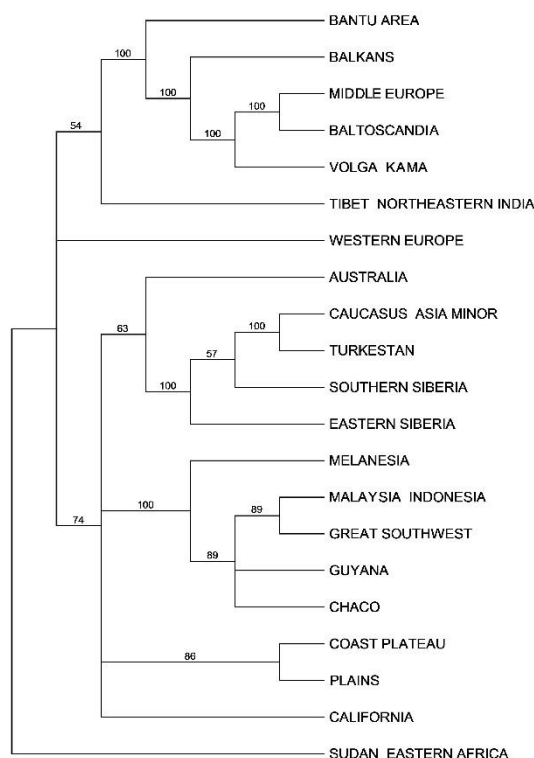 BANTU AREA
100
BALKANS
100
MIDDLE EUROPE
100
BALTOSCANDIA
54
100
VOLGA KAMA
TIBET NORTHEASTERN INDIA
WESTERN EUROPE
AUSTRALIA
CAUCASUS ASIA MINOR
63
100
TURKESTAN
57
SOUTHERN SIBERIA
100
EASTERN SIBERIA
MELANESIA
MALAYSIA INDONESIA
74
100
89
GREAT SOUTHWEST
89
GUYANA
CHACO
COAST PLATEAU
86
PLAINS
CALIFORNIA
SUDAN EASTERN AFRICA